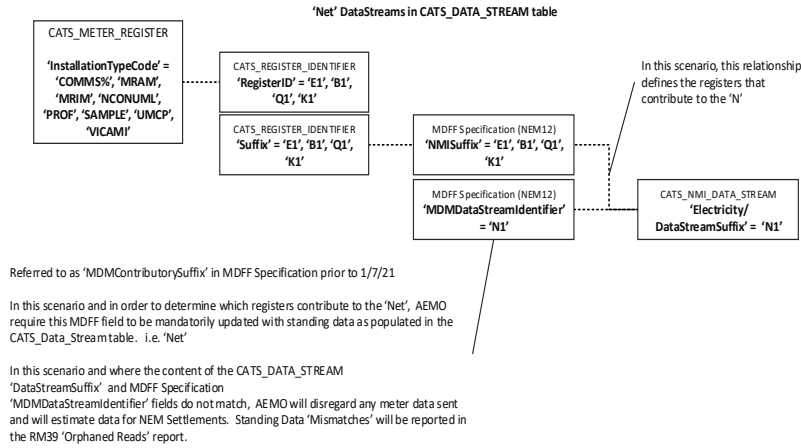 'Net' DataStreams in CATS_DATA_STREAM table
CATS_METER_REGISTER
'InstallationTypeCode' =
'COMMS%', 'MRAM',
'MRIM', 'NCONUML',
'PROF', 'SAMPLE', 'UMCP',
'VICAMI'
CATS_REGISTER_IDENTIFIER
'RegisterID' = 'E1', 'B1',
'Q1', 'K1'
CATS_REGISTER_IDENTIFIER
'Suffix' = 'E1', 'B1', 'Q1',
'K1'
MDFF Specification (NEM12)
'NMISuffix' = 'E1', 'B1', 'Q1',
'K1'
MDFF Specification (NEM12)
'MDMDataStreamIdentifier'
= 'N1'
In this scenario, this relationship
defines the registers that
contribute to the 'N'
CATS_NMI_DATA_STREAM
'Electricity/
DataStreamSuffix' = 'N1'
Referred to as 'MDMContributorySuffix' in MDFF Specification prior to 1/7/21
In this scenario and in order to determine which registers contribute to the 'Net', AEMO
require this MDFF field to be mandatorily updated with standing data as populated in the
CATS_Data_Stream table. i.e. 'Net'
In this scenario and where the content of the CATS_DATA_STREAM
'DataStreamSuffix' and MDFF Specification
'MDMDataStreamIdentifier' fields do not match, AEMO will disregard any meter data sent
and will estimate data for NEM Settlements. Standing Data 'Mismatches' will be reported in
the RM39 'Orphaned Reads' report.